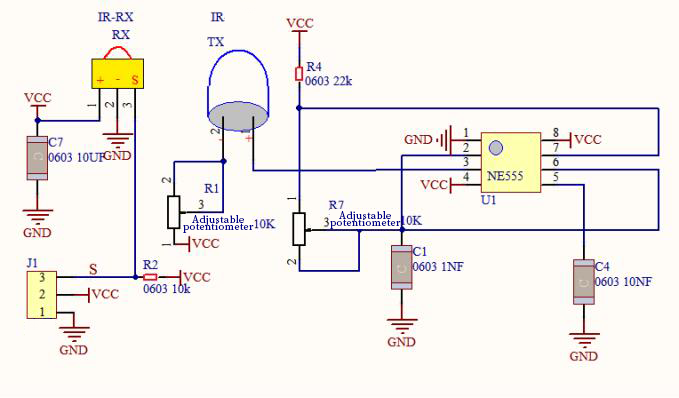 IR-RX
RX
+ - S
1
2
3
VCC
C7
0603 10UF
C
GND
GND
IR
TX
2
-
1
+
VCC
R4
0603 22k
2
R1
3
Adjustable
potentiometer
10K
1
VCC
1
R7
3
Adjustable
potentiometer
10K
2
GND
1
2
3
4
VCC
NE555
U1
8
7
6
5
VCC
C1
0603 1NF
C
GND
C4
0603 10NF
C
GND
J1
3
2
1
S
R2
0603 10k
VCC
VCC
GND